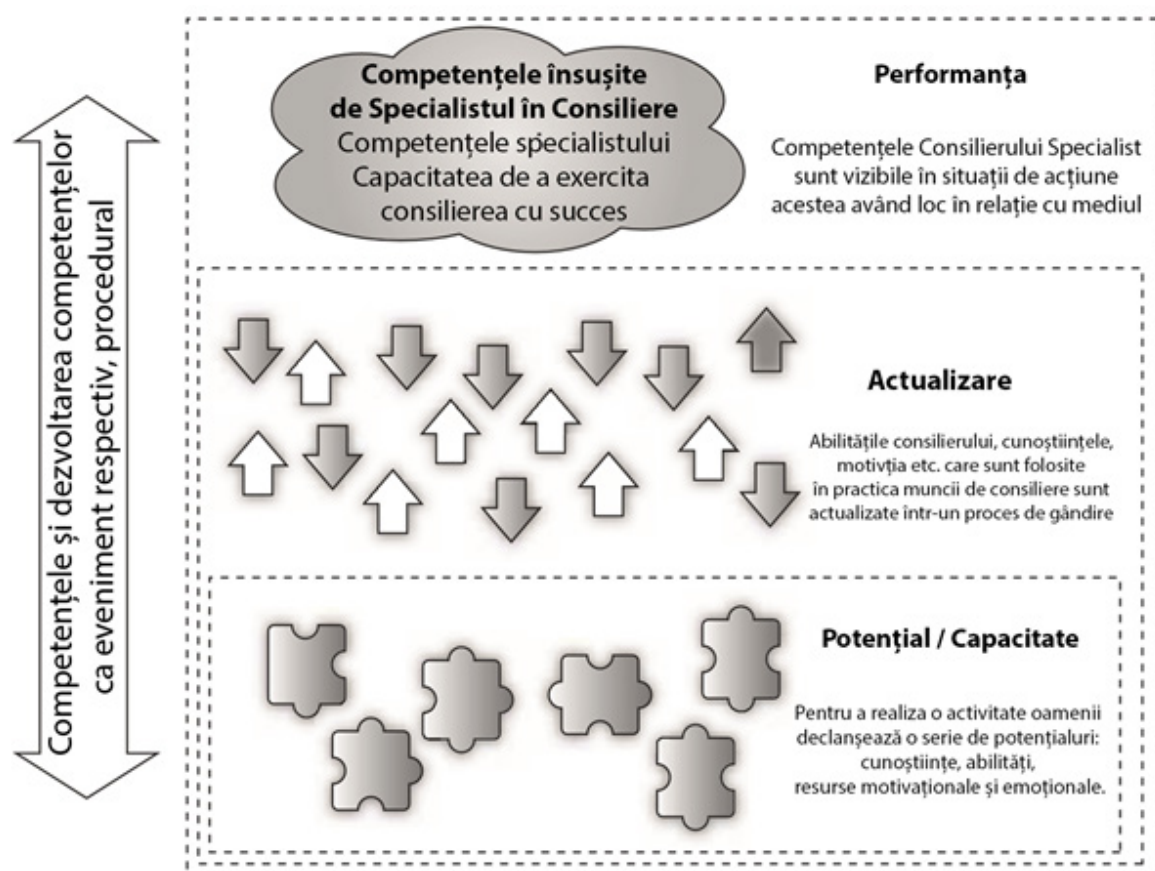 Competențele și dezvoltarea competențelor
ca eveniment respectiv, procedural
Competențele însușite
de Specialistul în Consiliere
Competențele specialistului
Capacitatea de a exercita
consilierea cu succes
Performanța
Competențele Consilierului Specialist
sunt vizibile în situații de acțiune
acestea având loc în relație cu mediul
Actualizare
Abilitățile consilierului, cunoștiințele,
motivția etc. care sunt folosite
în practica muncii de consiliere sunt
actualizate într-un proces de gândire
Potențial / Capacitate
Pentru a realiza o activitate oamenii
declanșează o serie de potențialuri:
cunoștiințe, abilități,
resurse motivaționale și emoționale.